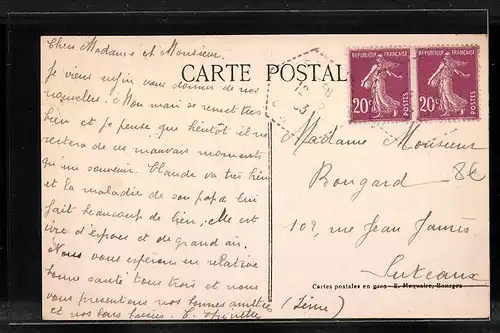 Chers Madame et Monsieur.
Je viens enfin vous donner de nos
nouvelles. Mon mari se remet très
bien et je pense que bientôt il ne
restera de ces mauvais moments
qu'un souvenir. Claude va très bien
et la maladie de son papa lui
fait beaucoup de bien, elle est
ivre d'espace et de grand air.
Nous vous espérons en relative
bonne santé tous trois et nous
vous présentons nos bonnes amitiés
et nos bons baisers.
CARTE POSTALE
REPUBLIQUE FRANÇAISE
20c POSTES
REPUBLIQUE FRANÇAISE
20c POSTES
Madame Monsieur
Bougard
8€
102, rue Jean Jaurès
Puteaux
Cartes postales en gros - E. Marquaire, Rouen
(Seine)